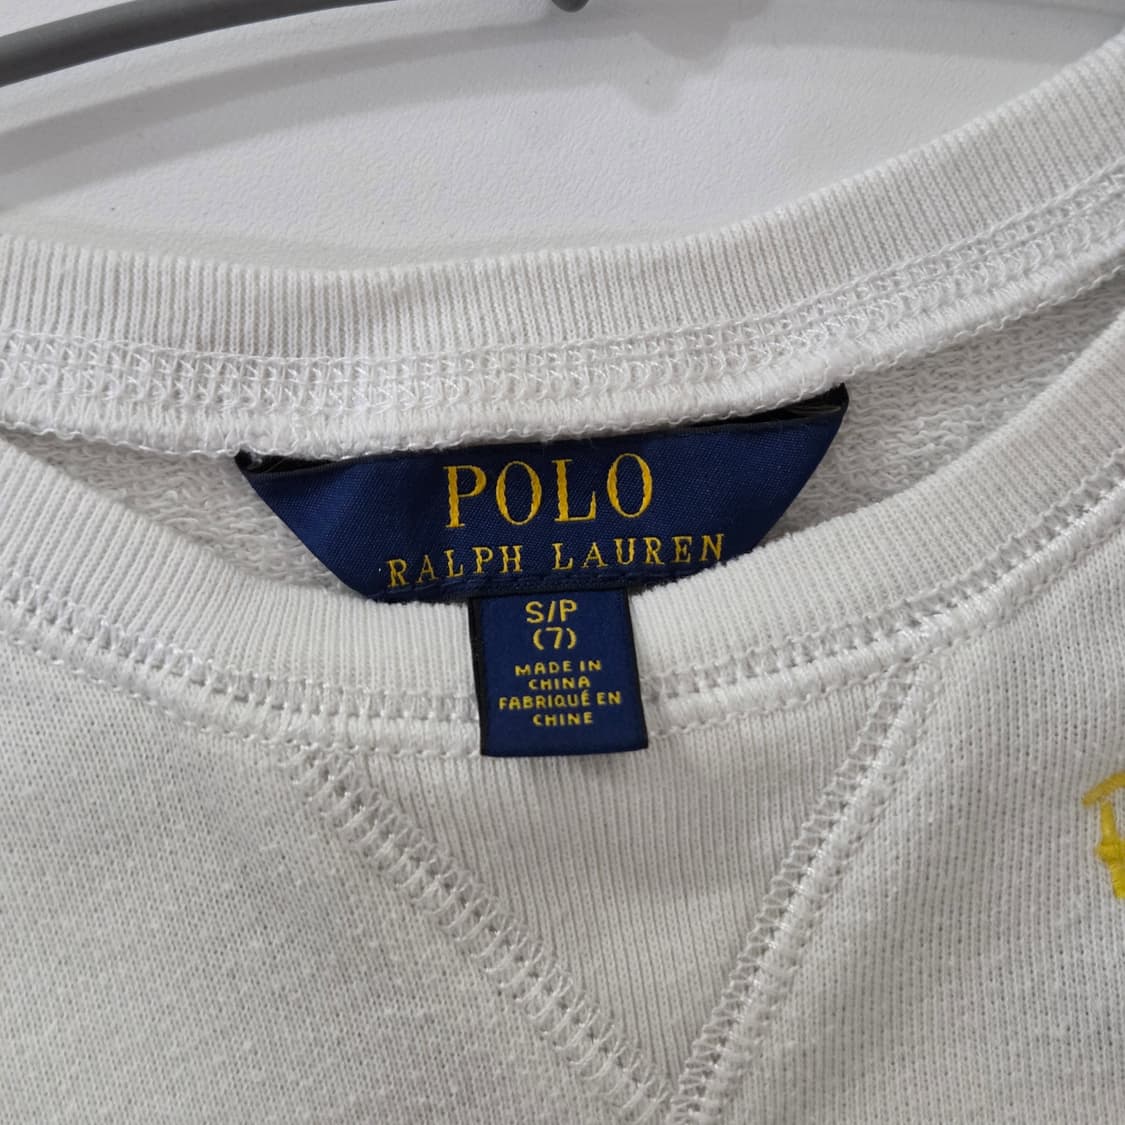 POLO
RALPH LAUREN
S/P
(7)
MADE IN
CHINA
FABRIQUÉ EN
CHINE